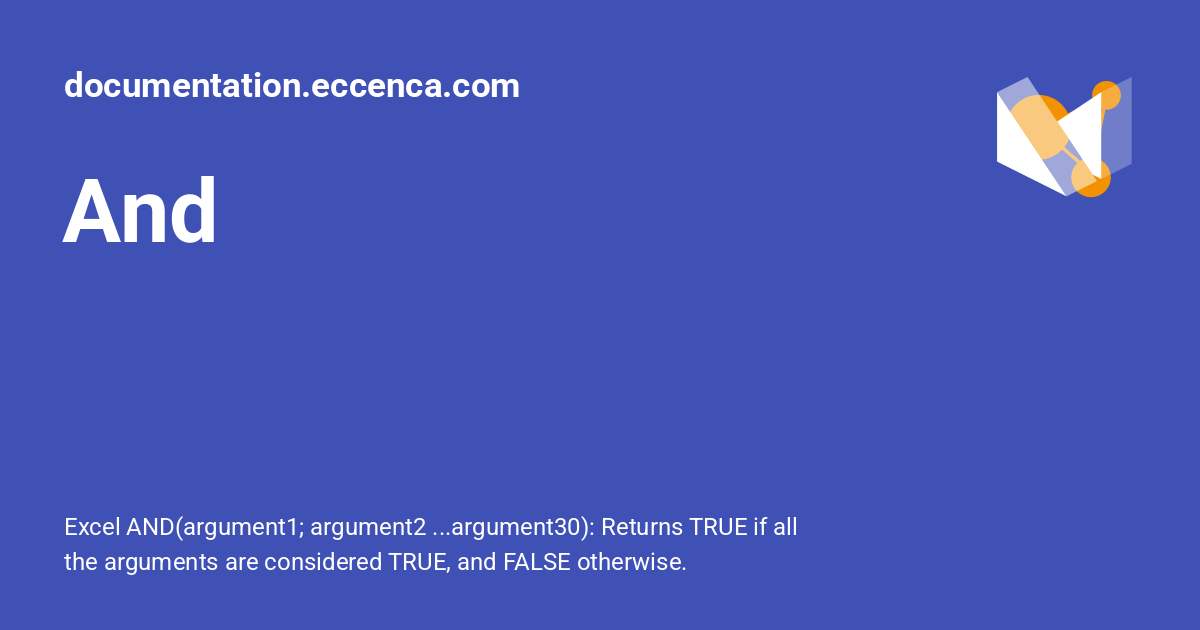 documentation.eccenca.com
And
Excel AND(argument1; argument2 ...argument30): Returns TRUE if all
the arguments are considered TRUE, and FALSE otherwise.